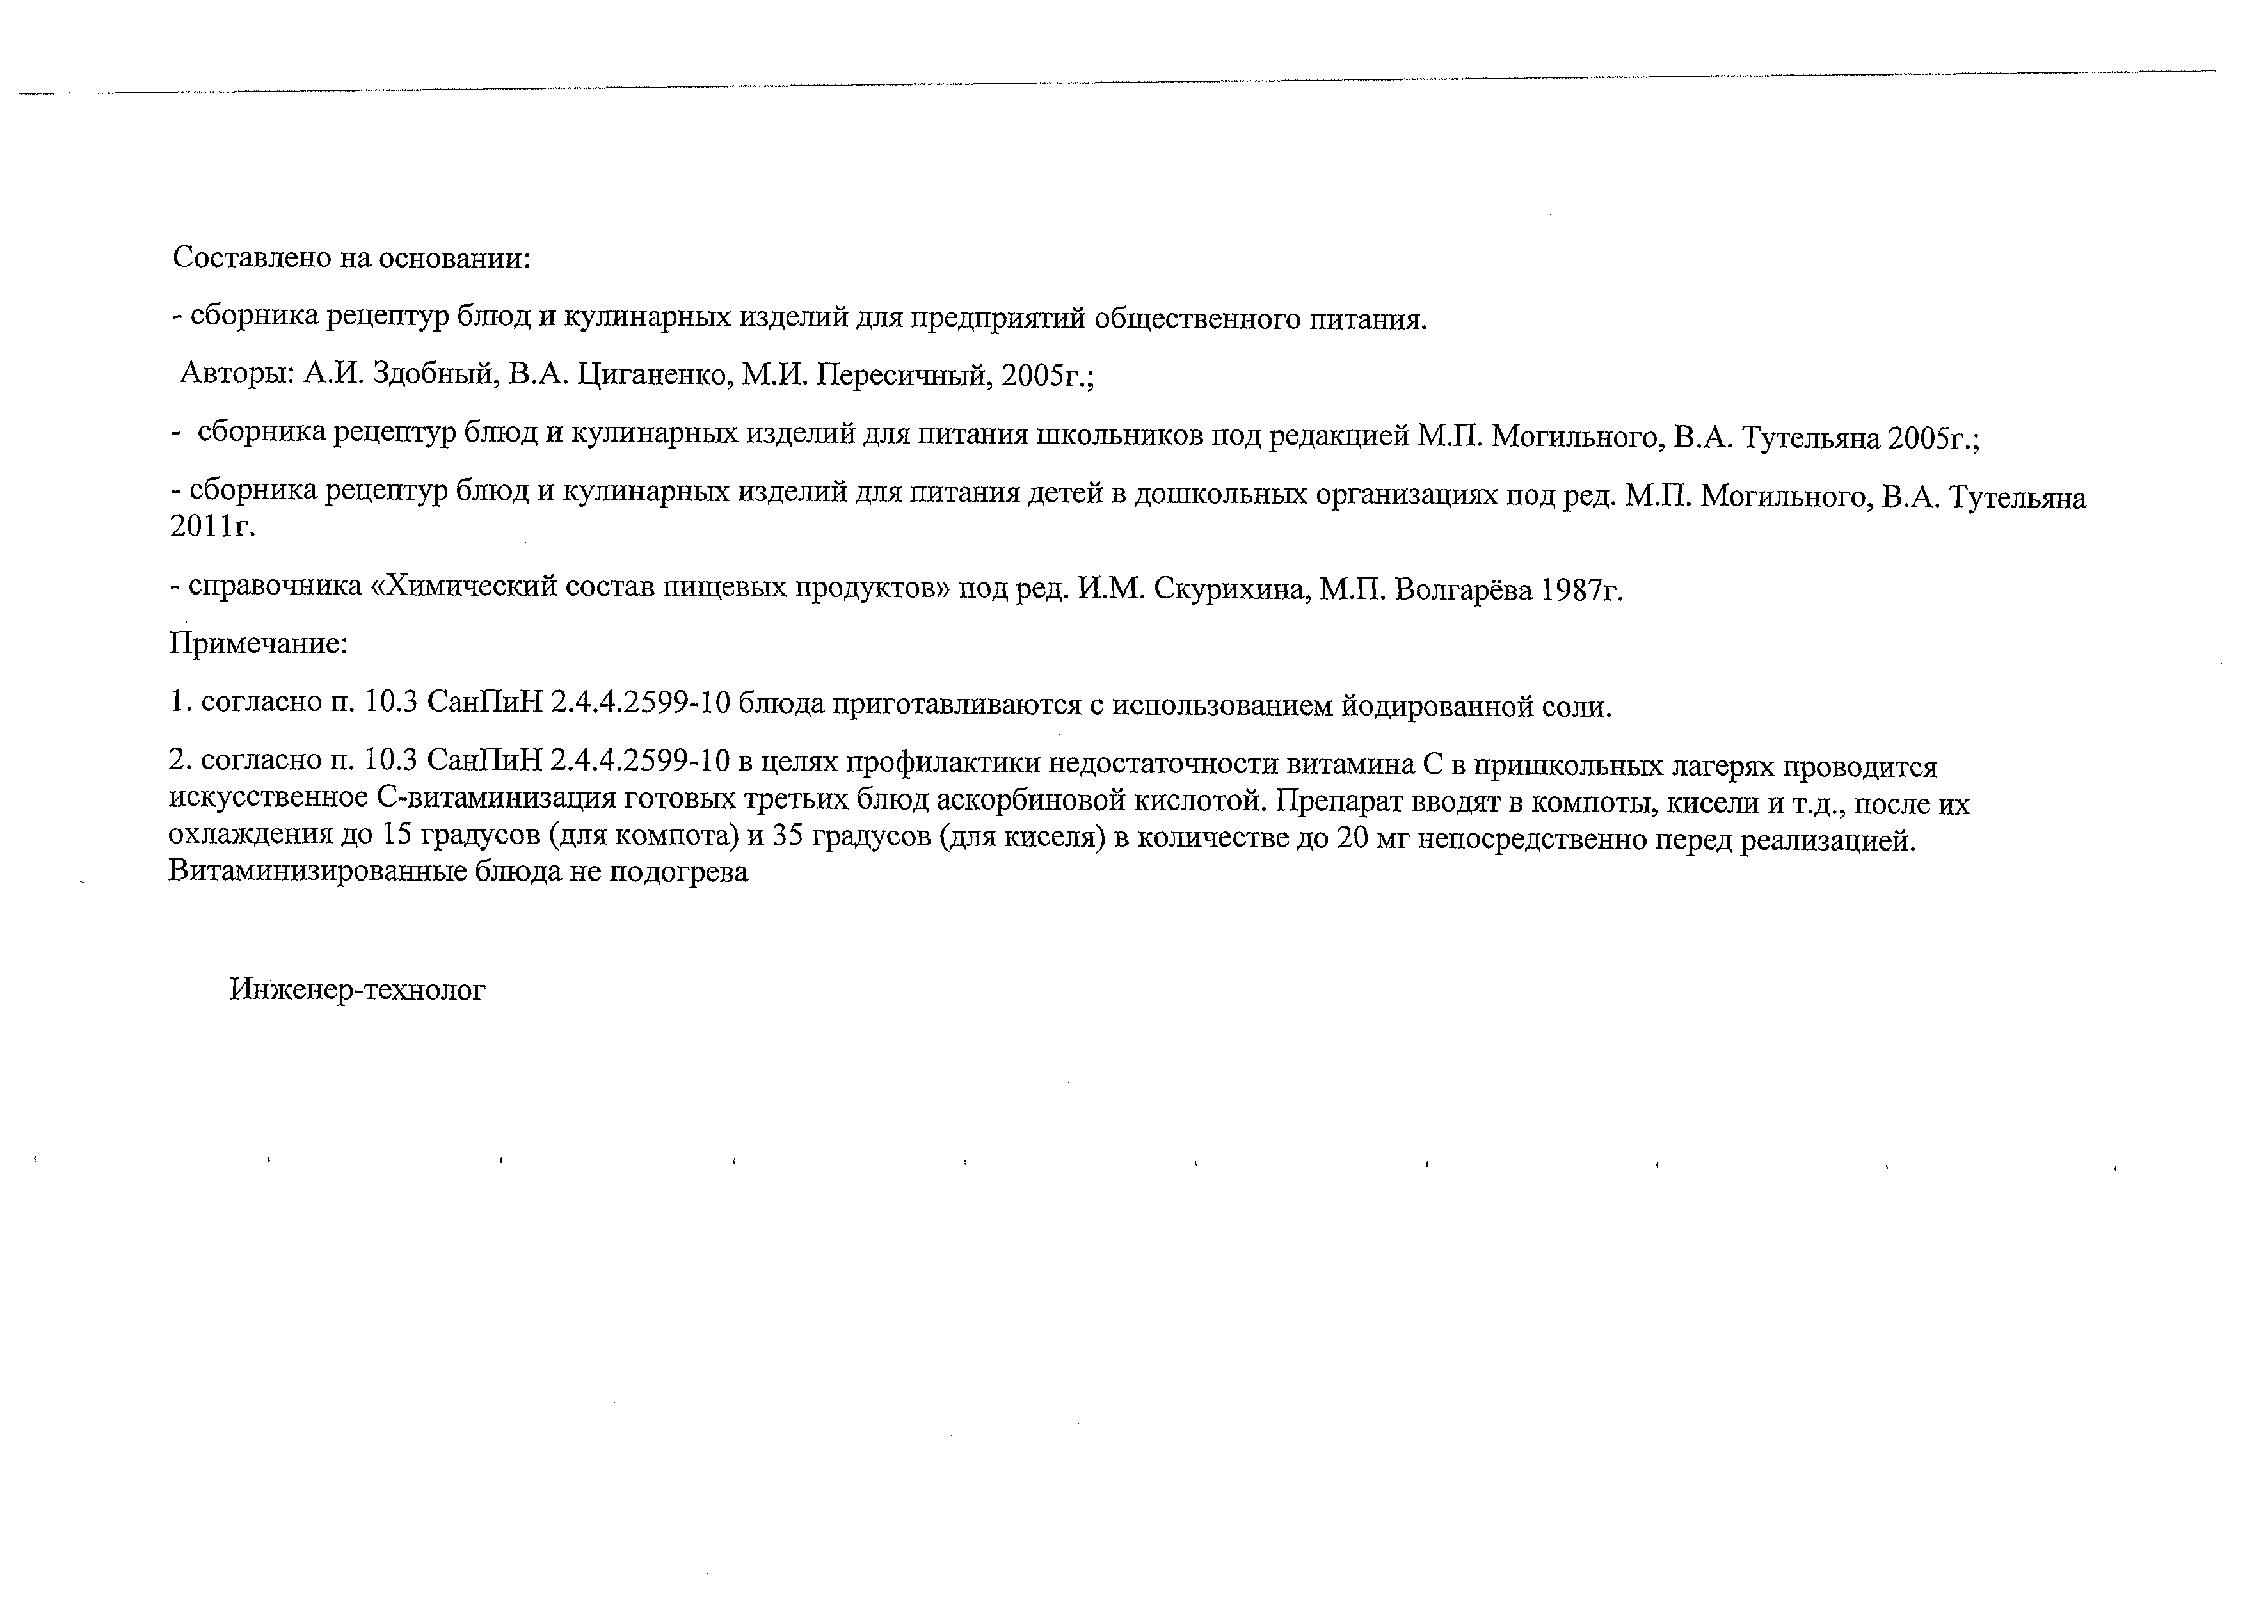 Составлено на основании:
- сборника рецептур блюд и кулинарных изделий для предприятий общественного питания.
Авторы: А.И. Здобный, В.А. Циганенко, М.И. Пересичный, 2005г.;
- сборника рецептур блюд и кулинарных изделий для питания школьников под редакцией М.П. Могильного, В.А. Тутельяна 2005г.;
- сборника рецептур блюд и кулинарных изделий для питания детей в дошкольных организациях под ред. М.П. Могильного, В.А. Тутельяна
2011г.
- справочника «Химический состав пищевых продуктов» под ред. И.М. Скурихина, М.П. Волгарёва 1987г.
Примечание:
1. согласно п. 10.3 СанПиН 2.4.4.2599-10 блюда приготавливаются с использованием йодированной соли.
2. согласно п. 10.3 СанПиН 2.4.4.2599-10 в целях профилактики недостаточности витамина С в пришкольных лагерях проводится
искусственное С-витаминизация готовых третьих блюд аскорбиновой кислотой. Препарат вводят в компоты, кисели и т.д., после их
охлаждения до 15 градусов (для компота) и 35 градусов (для киселя) в количестве до 20 мг непосредственно перед реализацией.
Витаминизированные блюда не подогрева
Инженер-технолог